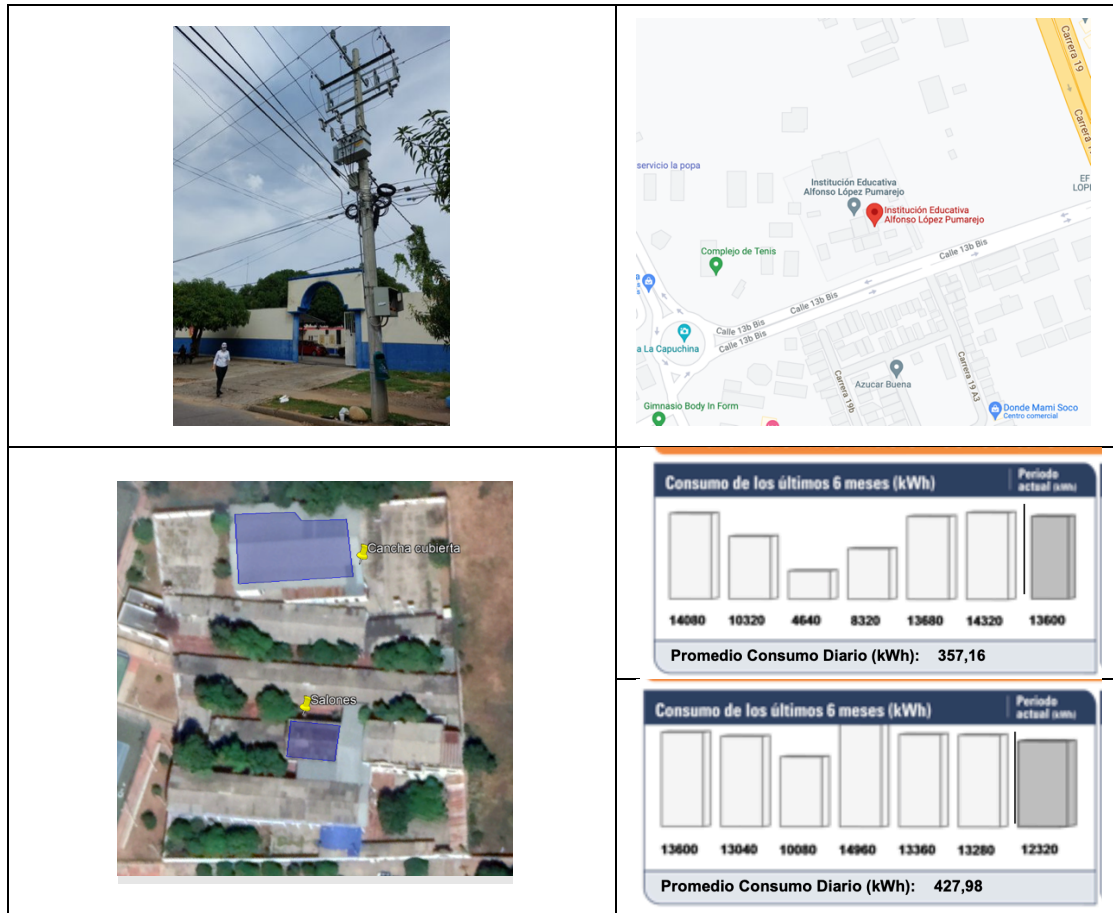 Carrera 19
Carrera
servicio la popa
EF
LOPI
Institución Educativa
Alfonso López Pumarejo
Institución Educativa
Alfonso López Pumarejo
Complejo de Tenis
Calle 13b Bis
Calle 13b Bis
Calle 13b Bis
Calle 13b Bis
a La Capuchina
Carrera 19b
Azucar Buena
Carrera 19 A3
Gimnasio Body In Form
Donde Mami Soco
Centro comercial
Cancha cubierta
Salones
Consumo de los últimos 6 meses (kWh)
Periodo
actual (kWh)
14080 10320 4640 8320 13680 14320 13600
Promedio Consumo Diario (kWh): 357,16
Consumo de los últimos 6 meses (kWh)
Periodo
actual (kWh)
13600 13040 10080 14960 13360 13280 12320
Promedio Consumo Diario (kWh): 427,98